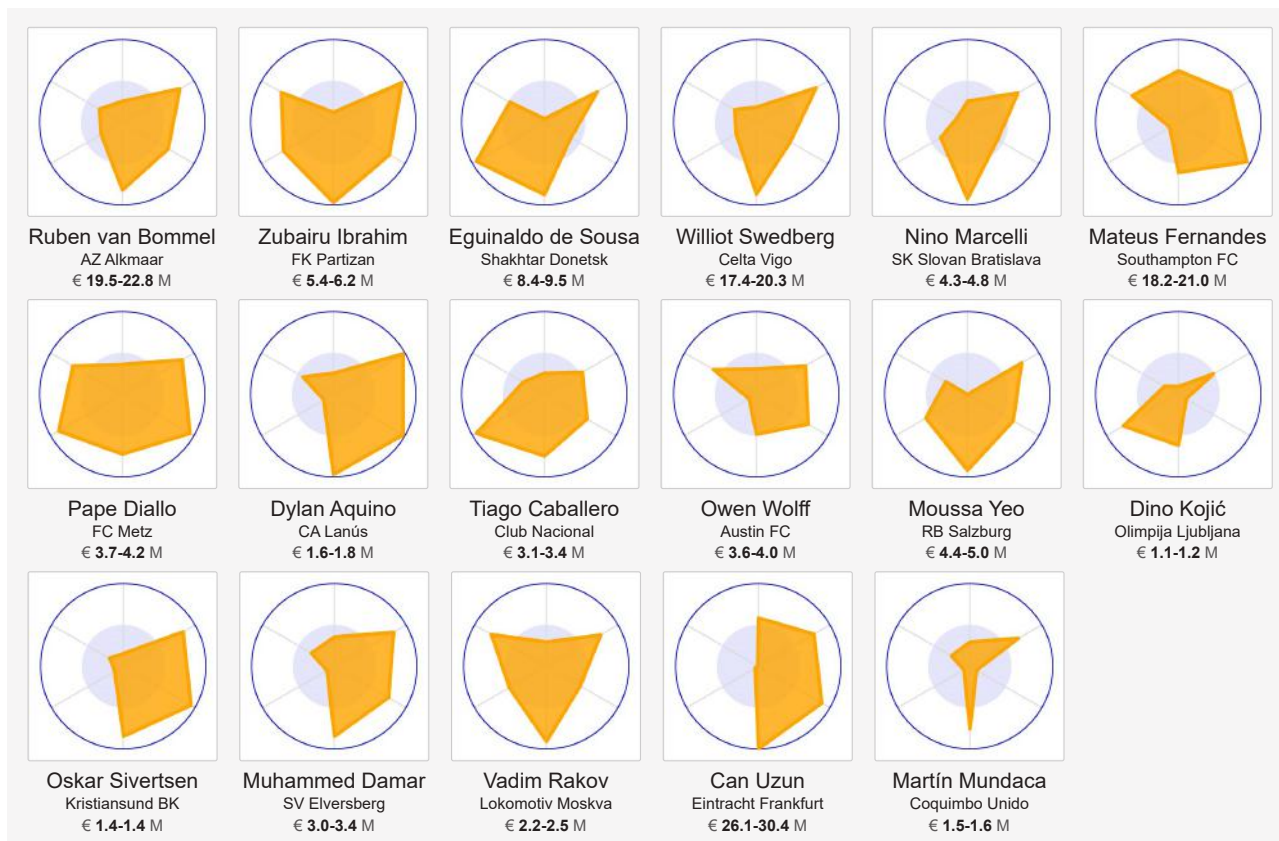 Ruben van Bommel
AZ Alkmaar
€ 19.5-22.8 M
Zubairu Ibrahim
FK Partizan
€ 5.4-6.2 M
Eguinaldo de Sousa
Shakhtar Donetsk
€ 8.4-9.5 M
Williot Swedberg
Celta Vigo
€ 17.4-20.3 M
Nino Marcelli
SK Slovan Bratislava
€ 4.3-4.8 M
Mateus Fernandes
Southampton FC
€ 18.2-21.0 M
Pape Diallo
FC Metz
€ 3.7-4.2 M
Dylan Aquino
CA Lanús
€ 1.6-1.8 M
Tiago Caballero
Club Nacional
€ 3.1-3.4 M
Owen Wolff
Austin FC
€ 3.6-4.0 M
Moussa Yeo
RB Salzburg
€ 4.4-5.0 M
Dino Kojić
Olimpija Ljubljana
€ 1.1-1.2 M
Oskar Sivertsen
Kristiansund BK
€ 1.4-1.4 M
Muhammed Damar
SV Elversberg
€ 3.0-3.4 M
Vadim Rakov
Lokomotiv Moskva
€ 2.2-2.5 M
Can Uzun
Eintracht Frankfurt
€ 26.1-30.4 M
Martín Mundaca
Coquimbo Unido
€ 1.5-1.6 M